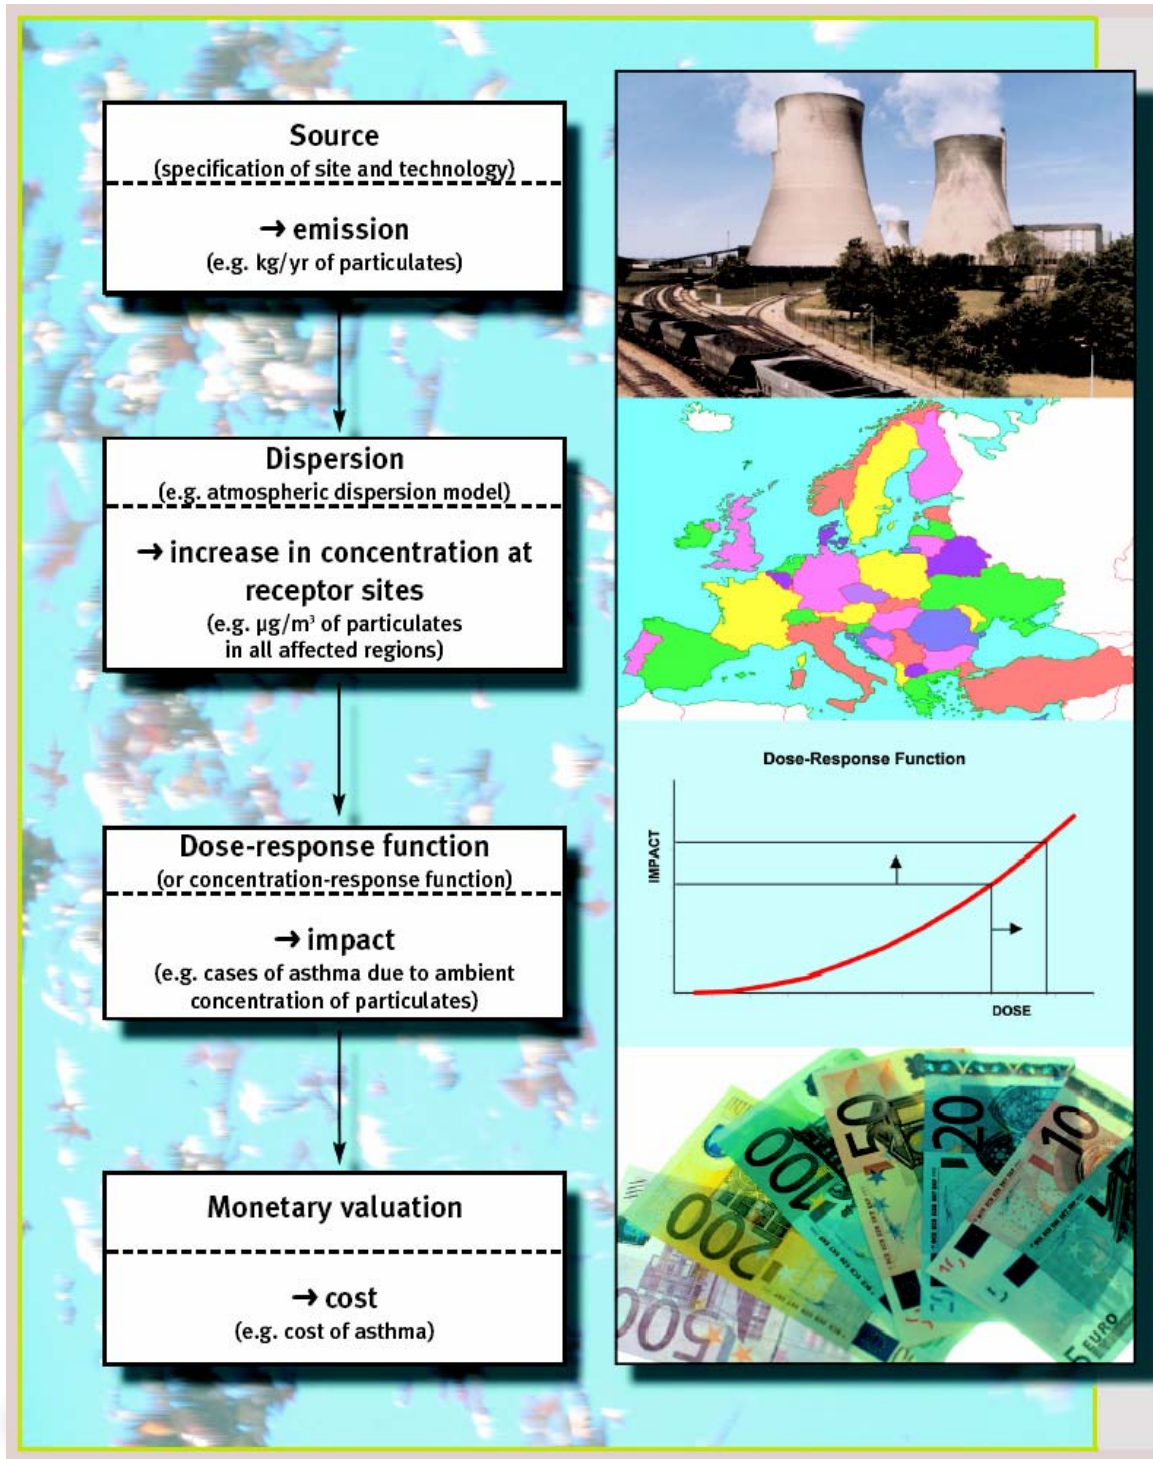 Source
(specification of site and technology)
→ emission
(e.g. kg/yr of particulates)
Dispersion
(e.g. atmospheric dispersion model)
→ increase in concentration at
receptor sites
(e.g. µg/m³ of particulates
in all affected regions)
Dose-response function
(or concentration-response function)
→ impact
(e.g. cases of asthma due to ambient
concentration of particulates)
Monetary valuation
→ cost
(e.g. cost of asthma)
Dose-Response Function
IMPACT
DOSE
500
200
100
50
20
10
5 EURO